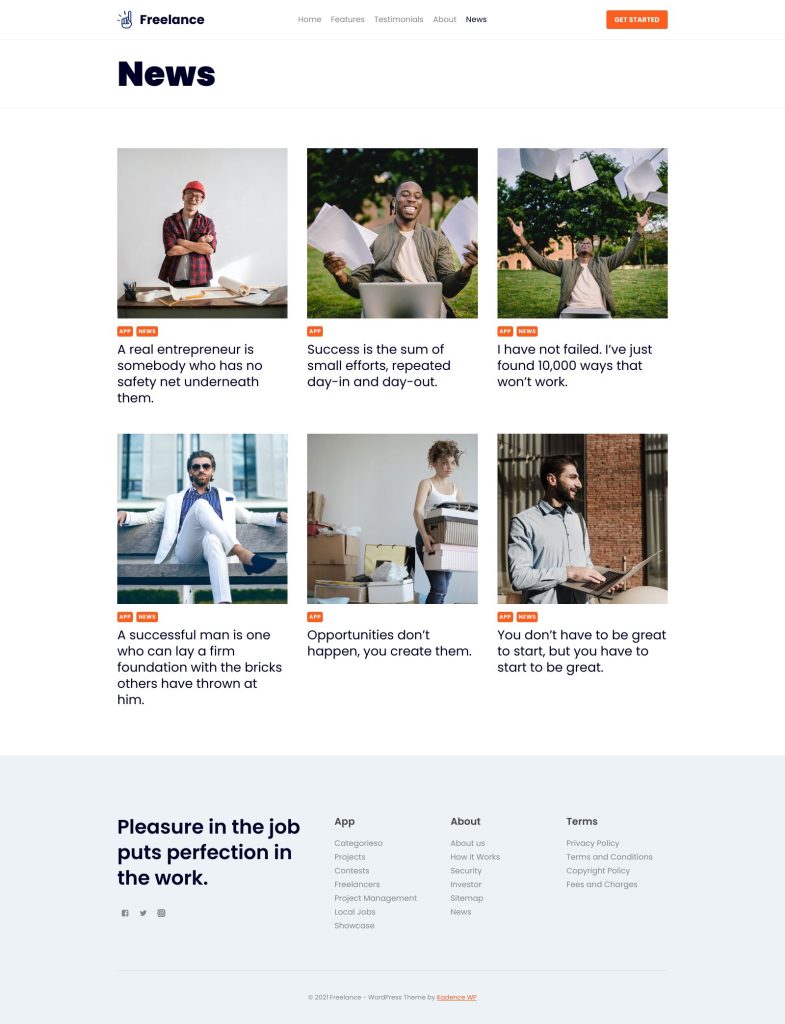 Freelance
Home Features Testimonials About News
GET STARTED
News
APP NEWS
A real entrepreneur is
somebody who has no
safety net underneath
them.
APP
Success is the sum of
small efforts, repeated
day-in and day-out.
APP NEWS
I have not failed. I’ve just
found 10,000 ways that
won’t work.
APP NEWS
A successful man is one
who can lay a firm
foundation with the bricks
others have thrown at
him.
APP
Opportunities don’t
happen, you create them.
APP NEWS
You don’t have to be great
to start, but you have to
start to be great.
Pleasure in the job
puts perfection in
the work.
App
Categorieso
Projects
Contests
Freelancers
Project Management
Local Jobs
Showcase
About
About us
How it Works
Security
Investor
Sitemap
News
Terms
Privacy Policy
Terms and Conditions
Copyright Policy
Fees and Charges
© 2021 Freelance - WordPress Theme by Kadence WP